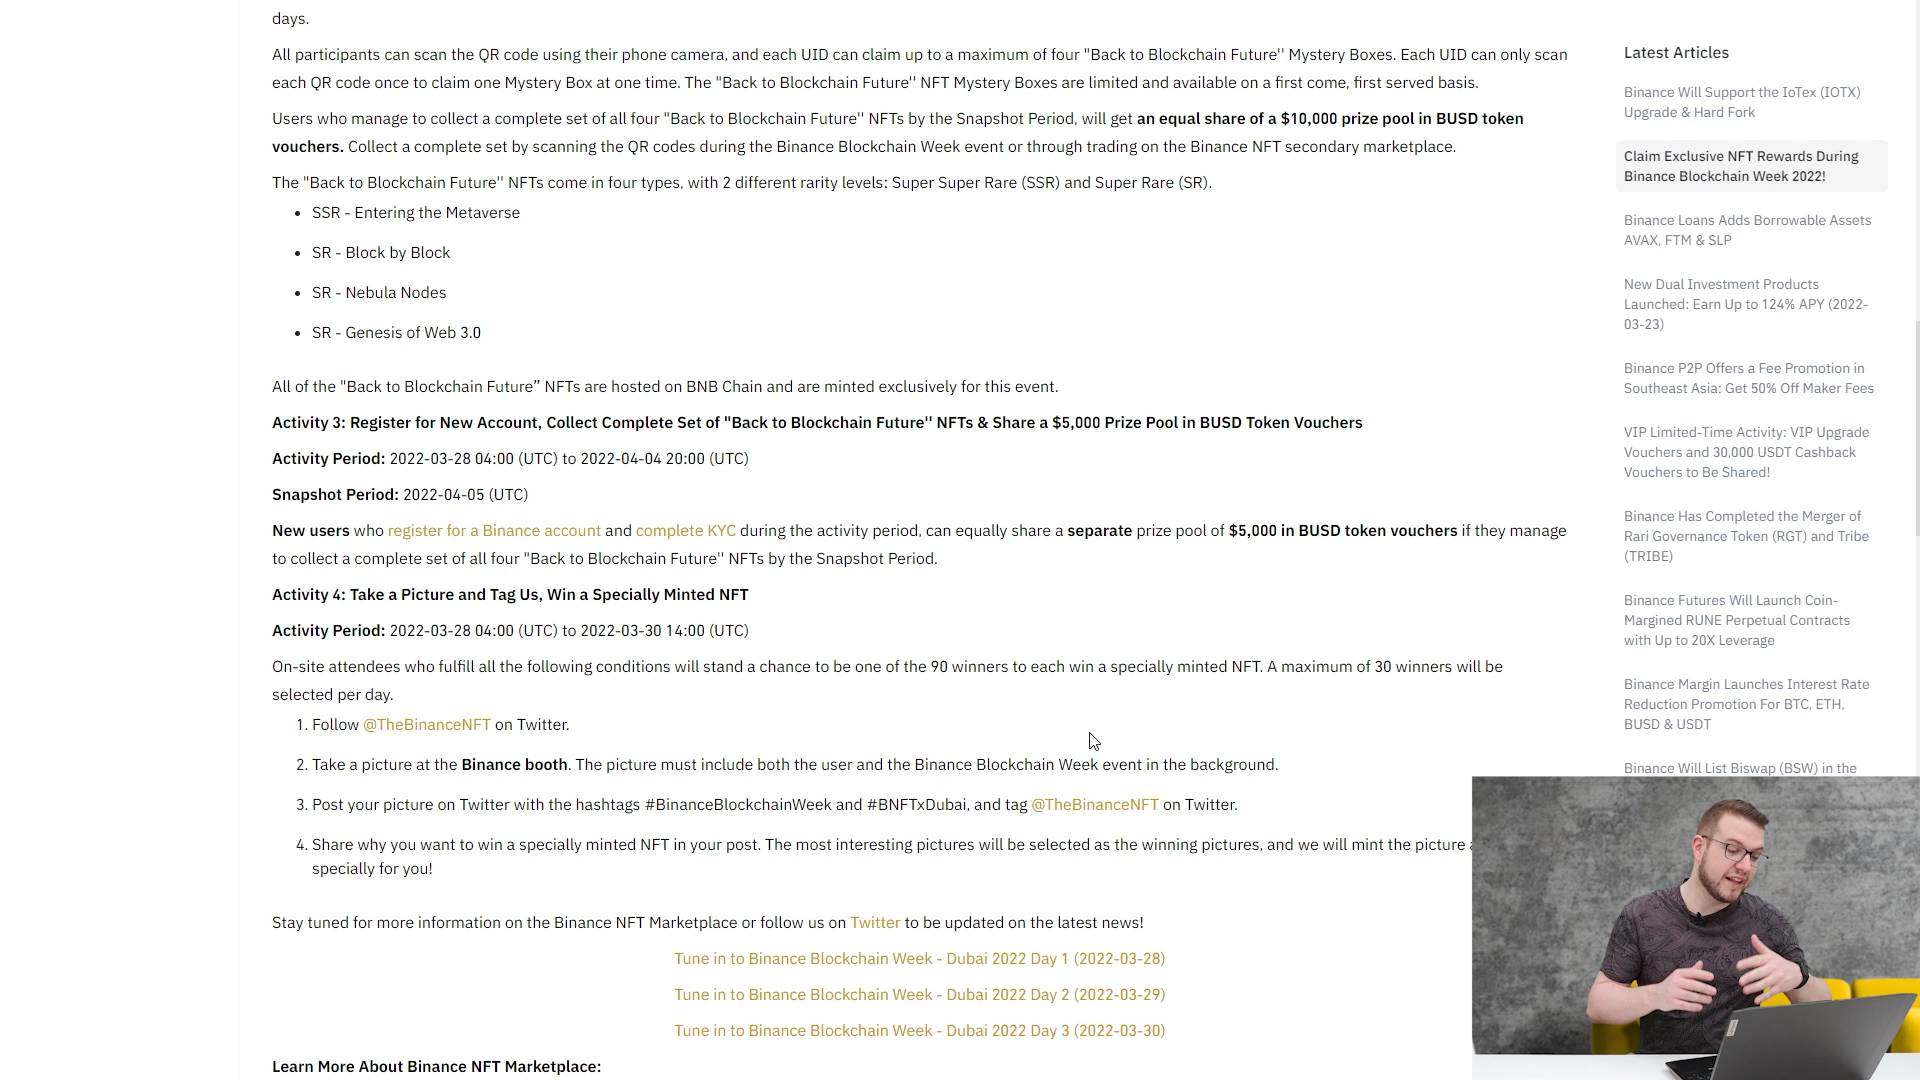 days.
All participants can scan the QR code using their phone camera, and each UID can claim up to a maximum of four "Back to Blockchain Future'' Mystery Boxes. Each UID can only scan
each QR code once to claim one Mystery Box at one time. The "Back to Blockchain Future'' NFT Mystery Boxes are limited and available on a first come, first served basis.
Users who manage to collect a complete set of all four "Back to Blockchain Future'' NFTs by the Snapshot Period, will get an equal share of a $10,000 prize pool in BUSD token
vouchers. Collect a complete set by scanning the QR codes during the Binance Blockchain Week event or through trading on the Binance NFT secondary marketplace.
The "Back to Blockchain Future'' NFTs come in four types, with 2 different rarity levels: Super Super Rare (SSR) and Super Rare (SR).
• SSR - Entering the Metaverse
• SR - Block by Block
• SR - Nebula Nodes
• SR - Genesis of Web 3.0
All of the "Back to Blockchain Future” NFTs are hosted on BNB Chain and are minted exclusively for this event.
Activity 3: Register for New Account, Collect Complete Set of "Back to Blockchain Future'' NFTs & Share a $5,000 Prize Pool in BUSD Token Vouchers
Activity Period: 2022-03-28 04:00 (UTC) to 2022-04-04 20:00 (UTC)
Snapshot Period: 2022-04-05 (UTC)
New users who register for a Binance account and complete KYC during the activity period, can equally share a separate prize pool of $5,000 in BUSD token vouchers if they manage
to collect a complete set of all four "Back to Blockchain Future'' NFTs by the Snapshot Period.
Activity 4: Take a Picture and Tag Us, Win a Specially Minted NFT
Activity Period: 2022-03-28 04:00 (UTC) to 2022-03-30 14:00 (UTC)
On-site attendees who fulfill all the following conditions will stand a chance to be one of the 90 winners to each win a specially minted NFT. A maximum of 30 winners will be
selected per day.
1. Follow @TheBinanceNFT on Twitter.
2. Take a picture at the Binance booth. The picture must include both the user and the Binance Blockchain Week event in the background.
3. Post your picture on Twitter with the hashtags #BinanceBlockchainWeek and #BNFTxDubai, and tag @TheBinanceNFT on Twitter.
4. Share why you want to win a specially minted NFT in your post. The most interesting pictures will be selected as the winning pictures, and we will mint the picture
specially for you!
Stay tuned for more information on the Binance NFT Marketplace or follow us on Twitter to be updated on the latest news!
Tune in to Binance Blockchain Week - Dubai 2022 Day 1 (2022-03-28)
Tune in to Binance Blockchain Week - Dubai 2022 Day 2 (2022-03-29)
Tune in to Binance Blockchain Week - Dubai 2022 Day 3 (2022-03-30)
Learn More About Binance NFT Marketplace:
Latest Articles
Binance Will Support the IoTex (IOTX)
Upgrade & Hard Fork
Claim Exclusive NFT Rewards During
Binance Blockchain Week 2022!
Binance Loans Adds Borrowable Assets
AVAX, FTM & SLP
New Dual Investment Products
Launched: Earn Up to 124% APY (2022-
03-23)
Binance P2P Offers a Fee Promotion in
Southeast Asia: Get 50% Off Maker Fees
VIP Limited-Time Activity: VIP Upgrade
Vouchers and 30,000 USDT Cashback
Vouchers to Be Shared!
Binance Has Completed the Merger of
Rari Governance Token (RGT) and Tribe
(TRIBE)
Binance Futures Will Launch Coin-
Margined RUNE Perpetual Contracts
with Up to 20X Leverage
Binance Margin Launches Interest Rate
Reduction Promotion For BTC, ETH,
BUSD & USDT
Binance Will List Biswap (BSW) in the